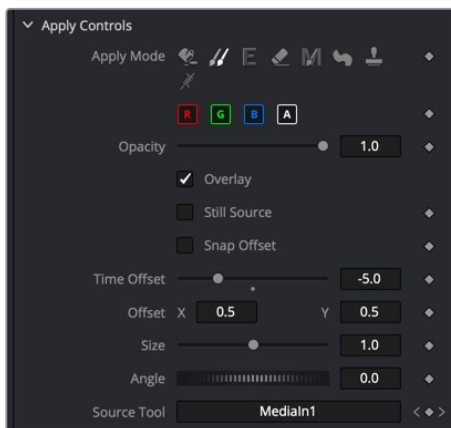 Apply Controls
Apply Mode
R G B A
Opacity 1.0
Overlay
Still Source
Snap Offset
Time Offset -5.0
Offset X 0.5 Y 0.5
Size 1.0
Angle 0.0
Source Tool MediaIn1